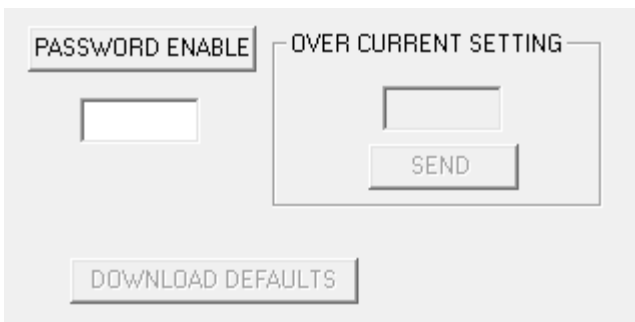 PASSWORD ENABLE
OVER CURRENT SETTING
SEND
DOWNLOAD DEFAULTS